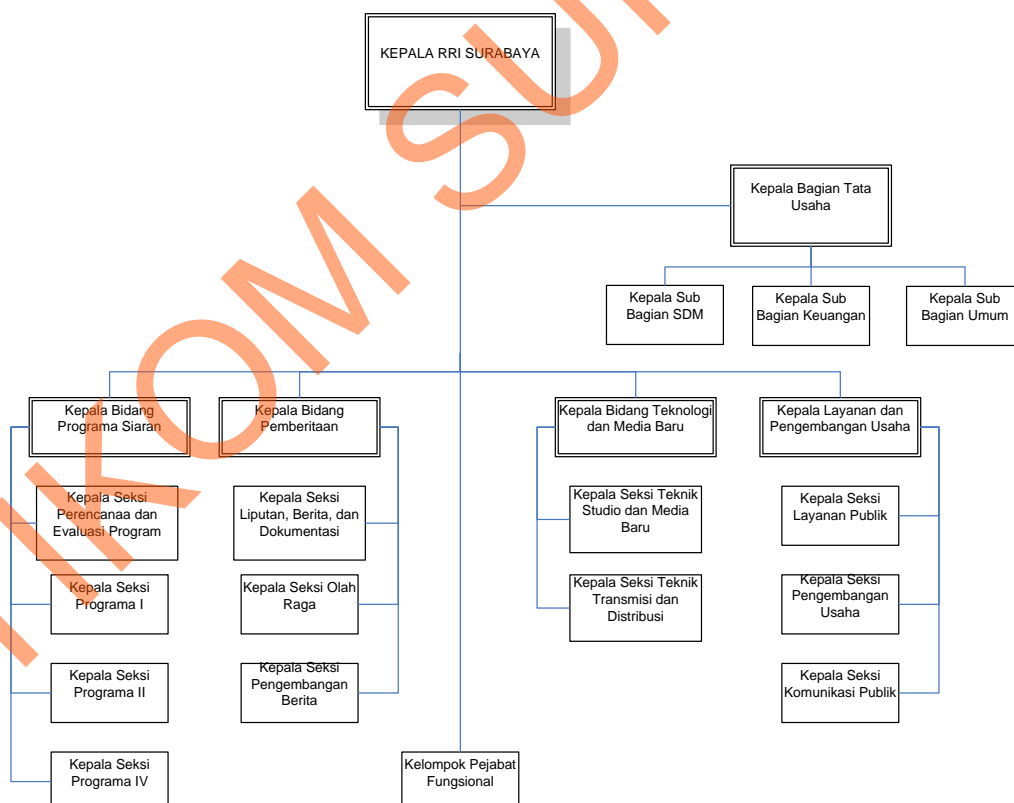 KEPALA RRI SURABAYA
Kepala Bagian Tata
Usaha
Kepala Sub
Bagian SDM
Kepala Sub
Bagian Keuangan
Kepala Sub
Bagian Umum
Kepala Bidang
Programa Siaran
Kepala Bidang
Pemberitaan
Kepala Bidang Teknologi
dan Media Baru
Kepala Layanan dan
Pengembangan Usaha
Kepala Seksi
Perencanaa dan
Evaluasi Program
Kepala Seksi
Liputan, Berita, dan
Dokumentasi
Kepala Seksi Teknik
Studio dan Media
Baru
Kepala Seksi
Layanan Publik
Kepala Seksi
Programa I
Kepala Seksi Olah
Raga
Kepala Seksi Teknik
Transmisi dan
Distribusi
Kepala Seksi
Pengembangan
Usaha
Kepala Seksi
Programa II
Kepala Seksi
Pengembangan
Berita
Kepala Seksi
Komunikasi Publik
Kepala Seksi
Programa IV
Kelompok Pejabat
Fungsional
IKOM SU